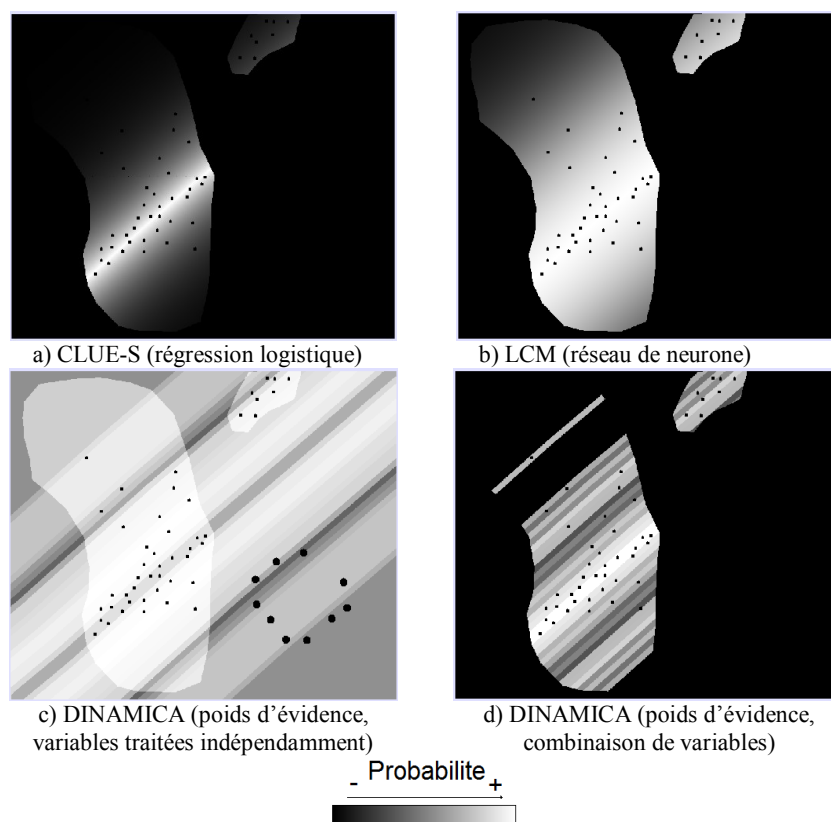 a) CLUE-S (régression logistique)
b) LCM (réseau de neurone)
c) DINAMICA (poids d'évidence,
variables traitées indépendamment)
d) DINAMICA (poids d'évidence,
combinaison de variables)
- Probabilite +